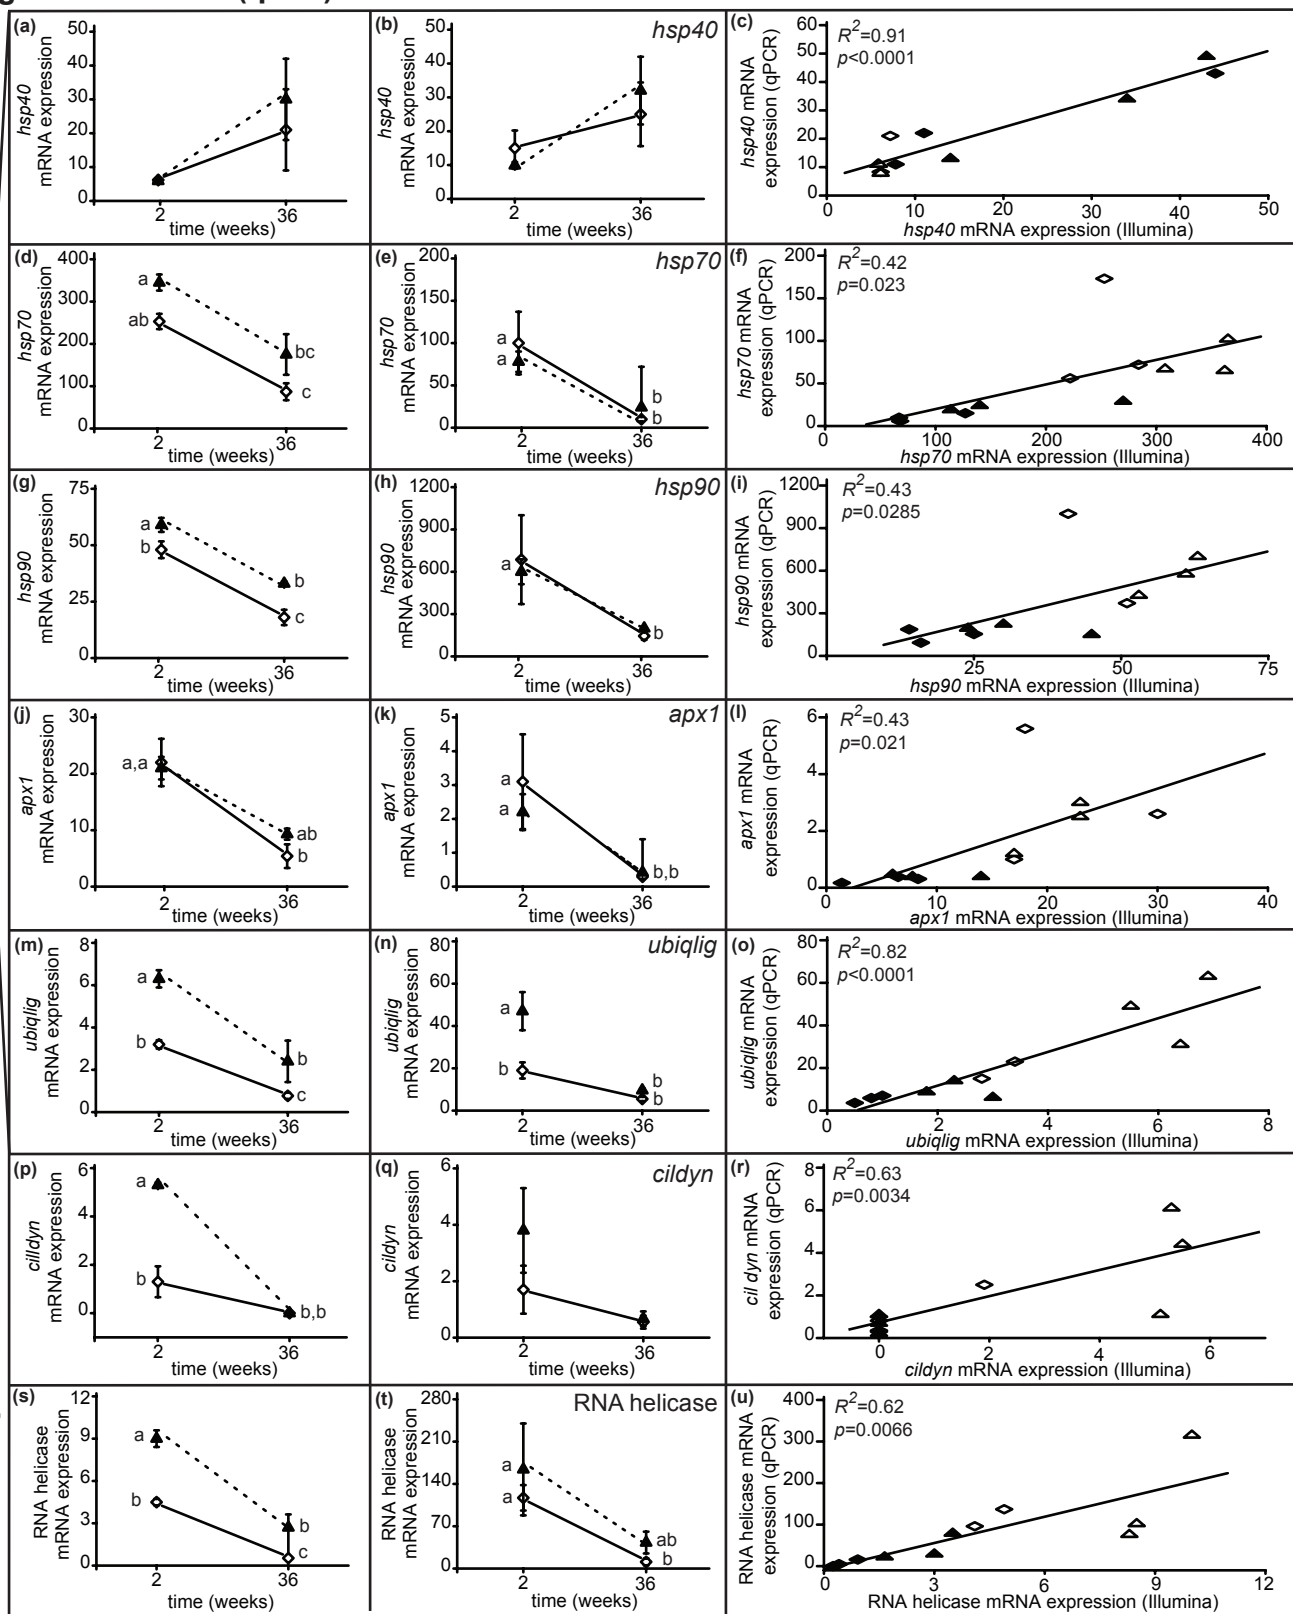 (a)
50
40
30
20
10
0
hsp40
mRNA expression
2
36
time (weeks)
(b)
hsp40
50
40
30
20
10
0
hsp40
mRNA expression
2
36
time (weeks)
(c)
R2=0.91
p<0.0001
60
50
40
30
20
10
0
hsp40 mRNA
expression (qPCR)
0
10
20
30
40
50
hsp40 mRNA expression (Illumina)
(d)
400
300
200
100
0
hsp70
mRNA expression
a
ab
bc
c
2
36
time (weeks)
(e)
hsp70
200
150
100
50
0
hsp70
mRNA expression
a
a
b
b
2
36
time (weeks)
(f)
R2=0.42
p=0.023
200
150
100
50
0
hsp70 mRNA
expression (qPCR)
0
100
200
300
400
hsp70 mRNA expression (Illumina)
(g)
75
50
25
0
hsp90
mRNA expression
a
b
b
c
2
36
time (weeks)
(h)
hsp90
1200
900
600
300
0
hsp90
mRNA expression
a
b
2
36
time (weeks)
(i)
R2=0.43
p=0.0285
1200
900
600
300
0
hsp90 mRNA
expression (qPCR)
25
50
75
hsp90 mRNA expression (Illumina)
(j)
30
20
10
0
apx1
mRNA expression
a,a
ab
b
2
36
time (weeks)
(k)
apx1
5
4
3
2
1
0
apx1
mRNA expression
a
a
b,b
2
36
time (weeks)
(l)
R2=0.43
p=0.021
6
4
2
0
apx1 mRNA
expression (qPCR)
0
10
20
30
40
apx1 mRNA expression (Illumina)
(m)
8
6
4
2
0
ubiqlig
mRNA expression
a
b
b
c
2
36
time (weeks)
(n)
ubiqlig
80
60
40
20
0
ubiqlig
mRNA expression
a
b
b
b
2
36
time (weeks)
(o)
R2=0.82
p<0.0001
80
60
40
20
0
ubiqlig mRNA
expression (qPCR)
0
2
4
6
8
ubiqlig mRNA expression (Illumina)
(p)
6
4
2
0
cilldyn
mRNA expression
a
b
b,b
2
36
time (weeks)
(q)
cildyn
6
4
2
0
cildyn
mRNA expression
2
36
time (weeks)
(r)
R2=0.63
p=0.0034
8
6
4
2
0
cil dyn mRNA
expression (qPCR)
0
2
4
6
cildyn mRNA expression (Illumina)
(s)
12
9
6
3
0
RNA helicase
mRNA expression
a
b
b
c
2
36
time (weeks)
(t)
RNA helicase
280
210
140
70
0
RNA helicase
mRNA expression
a
a
ab
b
2
36
time (weeks)
(u)
R2=0.62
p=0.0066
400
300
200
100
0
RNA helicase mRNA
expression (qPCR)
0
3
6
9
12
RNA helicase mRNA expression (Illumina)